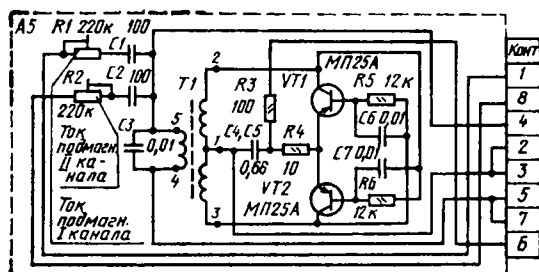 A5
R1 220к 100
C1
R2
C2
100
220к
Ток
подмагн.
II ка-
нала
Ток
подмагн.
I канала
C3
0,01
5
4
T1
2
1
3
R3
100
C4, C5
0,66
R4
10
VT1
МП25А
VT2
МП25А
R5 12к
C6 0,01
C7 0,01
R6
12к
Конт
1
8
4
2
3
5
7
6